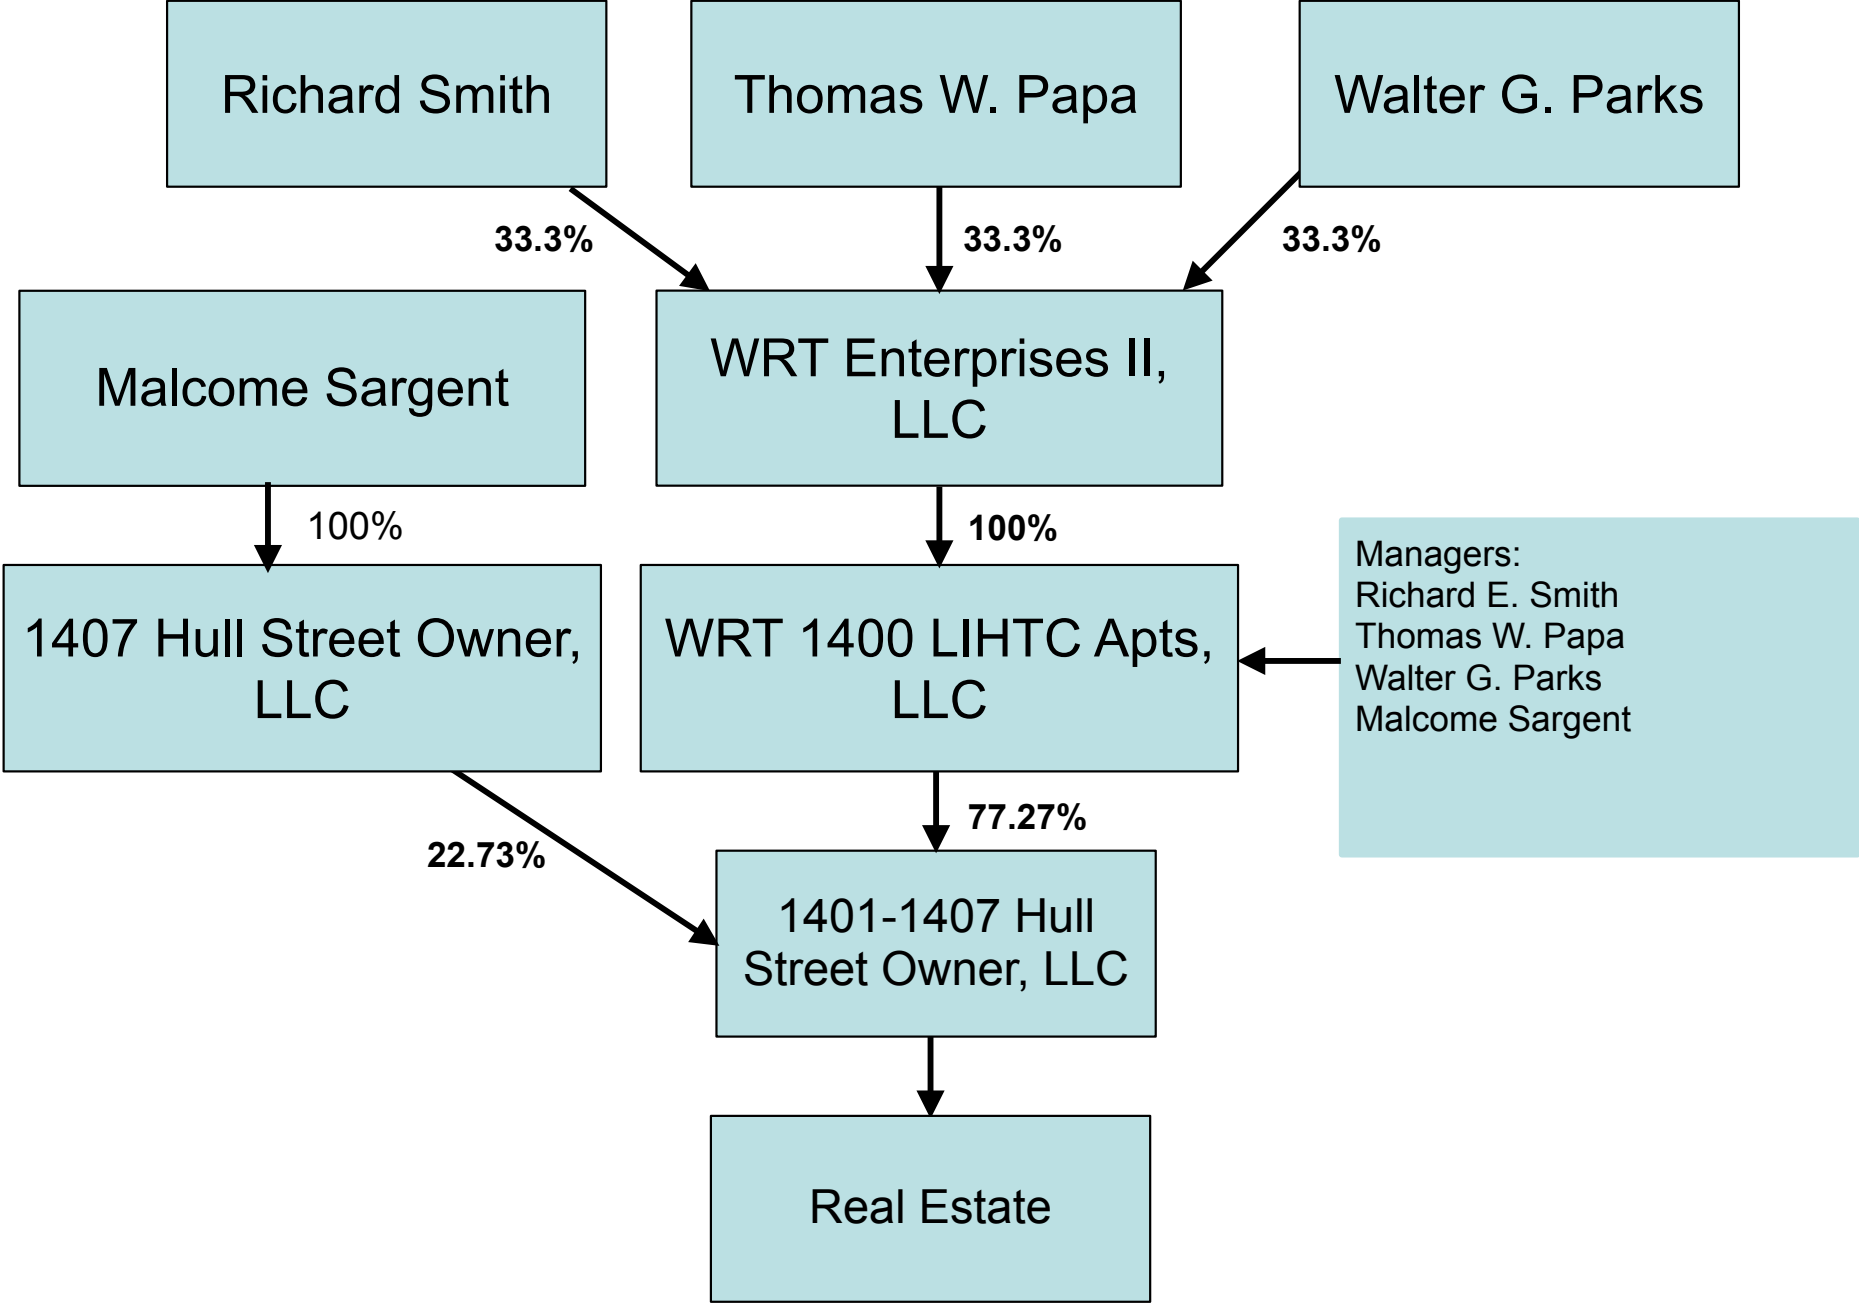 Richard Smith
Thomas W. Papa
Walter G. Parks
33.3%
33.3%
33.3%
Malcome Sargent
WRT Enterprises II,
LLC
100%
100%
Managers:
Richard E. Smith
Thomas W. Papa
Walter G. Parks
Malcome Sargent
1407 Hull Street Owner,
LLC
WRT 1400 LIHTC Apts,
LLC
22.73%
77.27%
1401-1407 Hull
Street Owner, LLC
Real Estate